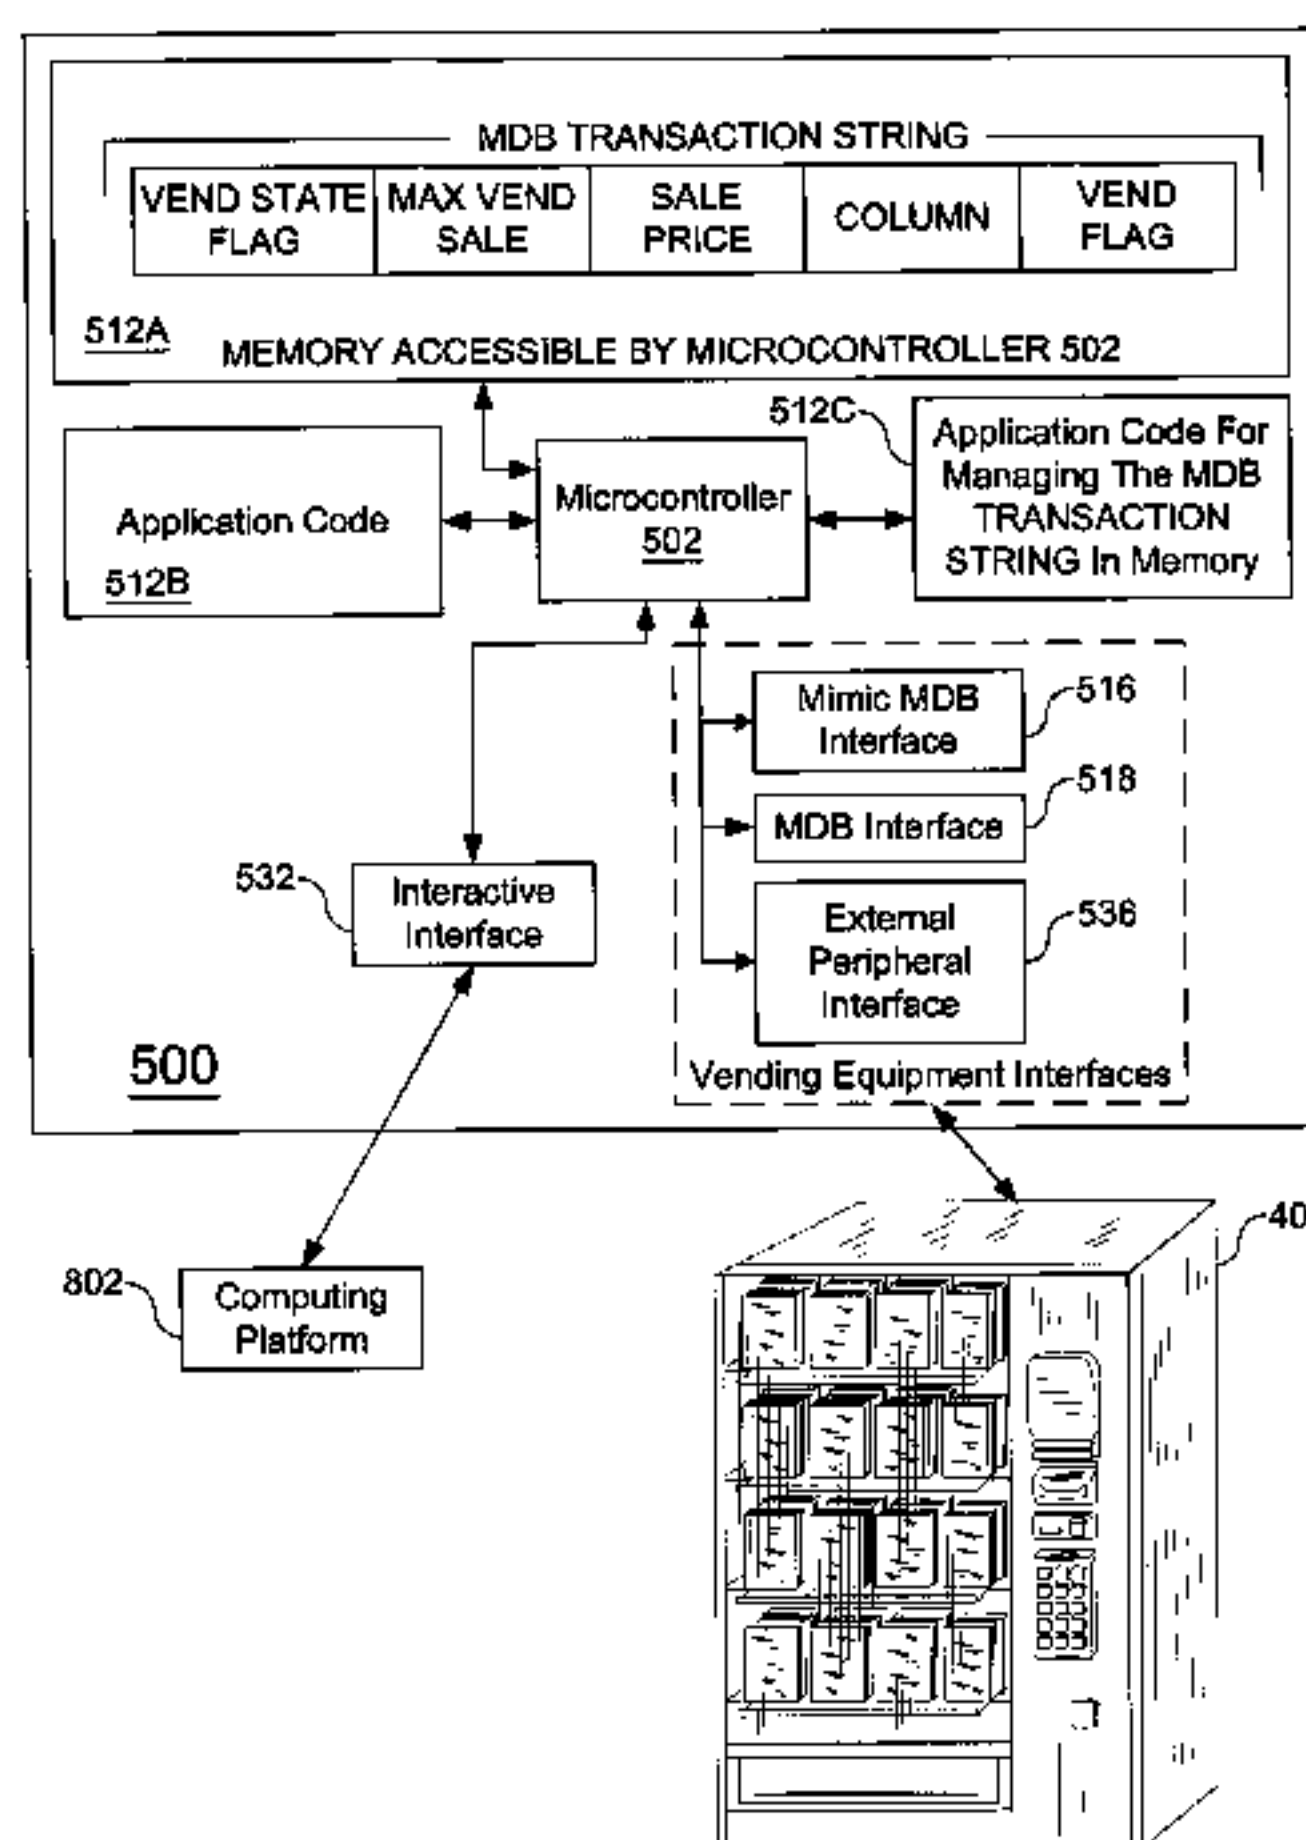 MDB TRANSACTION STRING
VEND STATE
FLAG
MAX VEND
SALE
SALE
PRICE
COLUMN
VEND
FLAG
512A
MEMORY ACCESSIBLE BY MICROCONTROLLER 502
Application Code
512B
Microcontroller
502
512C
Application Code For
Managing The MDB
TRANSACTION
STRING In Memory
Mimic MDB
Interface
516
MDB Interface
518
532
Interactive
Interface
External
Peripheral
Interface
536
500
Vending Equipment Interfaces
802
Computing
Platform
40